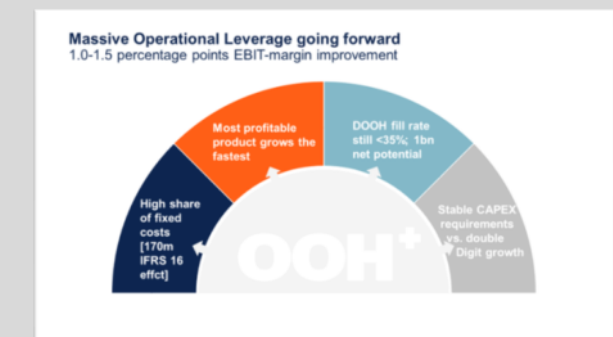 Massive Operational Leverage going forward
1.0-1.5 percentage points EBIT-margin improvement
High share
of fixed
costs
[170m
IFRS 16
effct]
Most profitable
product grows the
fastest
DOOH fill rate
still <35%; 1bn
net potential
Stable CAPEX
requirements
vs. double
Digit growth
OOH+